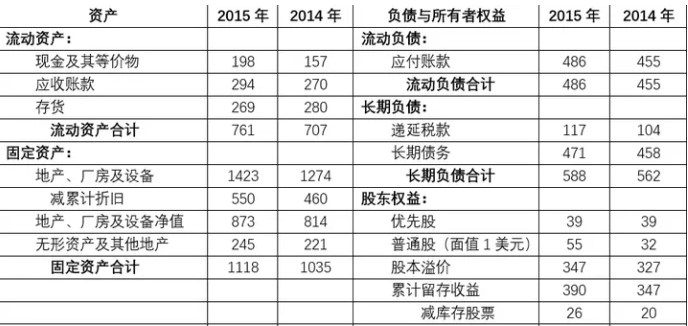 资产 2015 年 2014 年 负债与所有者权益 2015 年 2014 年
流动资产： 流动负债：
现金及其等价物 198 157 应付账款 486 455
应收账款 294 270 流动负债合计 486 455
存货 269 280 长期负债：
流动资产合计 761 707 递延税款 117 104
固定资产： 长期债务 471 458
地产、厂房及设备 1423 1274 长期负债合计 588 562
减累计折旧 550 460 股东权益：
地产、厂房及设备净值 873 814 优先股 39 39
无形资产及其他地产 245 221 普通股（面值 1 美元） 55 32
固定资产合计 1118 1035 股本溢价 347 327
累计留存收益 390 347
减库存股票 26 20